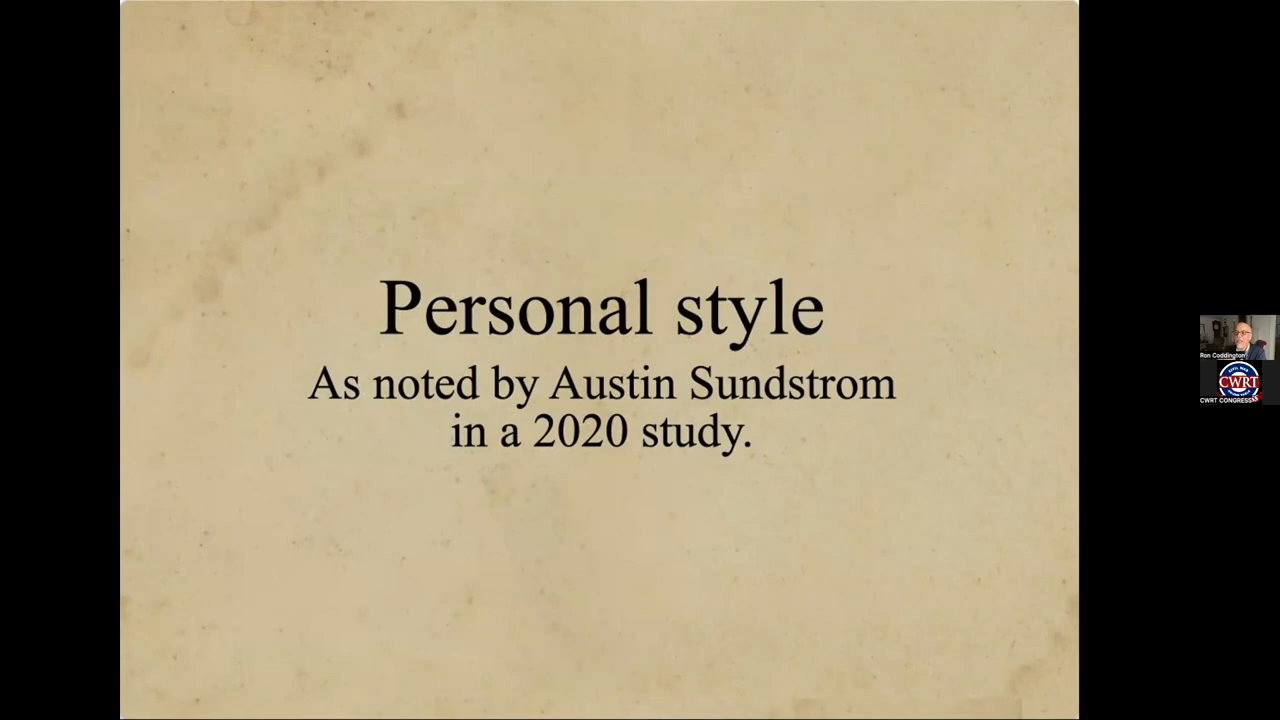 Personal style
As noted by Austin Sundstrom
in a 2020 study.
Ron Coddington
CWRT
CWRT CONGRESS